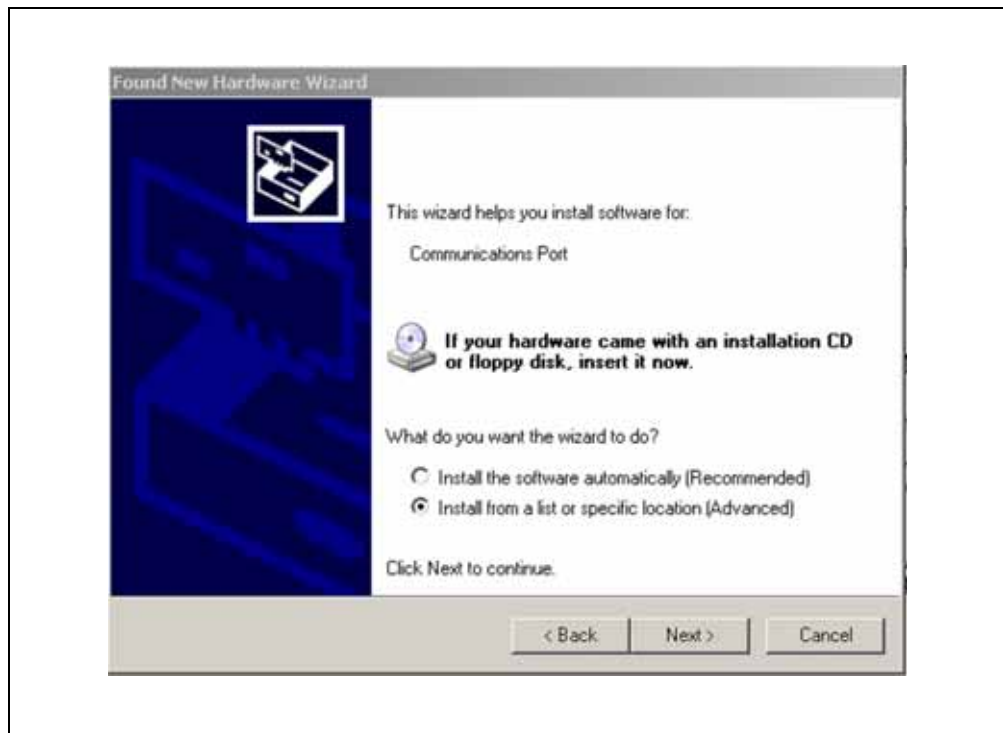 Found New Hardware Wizard
This wizard helps you install software for:
Communications Port
If your hardware came with an installation CD
or floppy disk, insert it now.
What do you want the wizard to do?
Install the software automatically (Recommended)
Install from a list or specific location (Advanced)
Click Next to continue.
< Back
Next >
Cancel